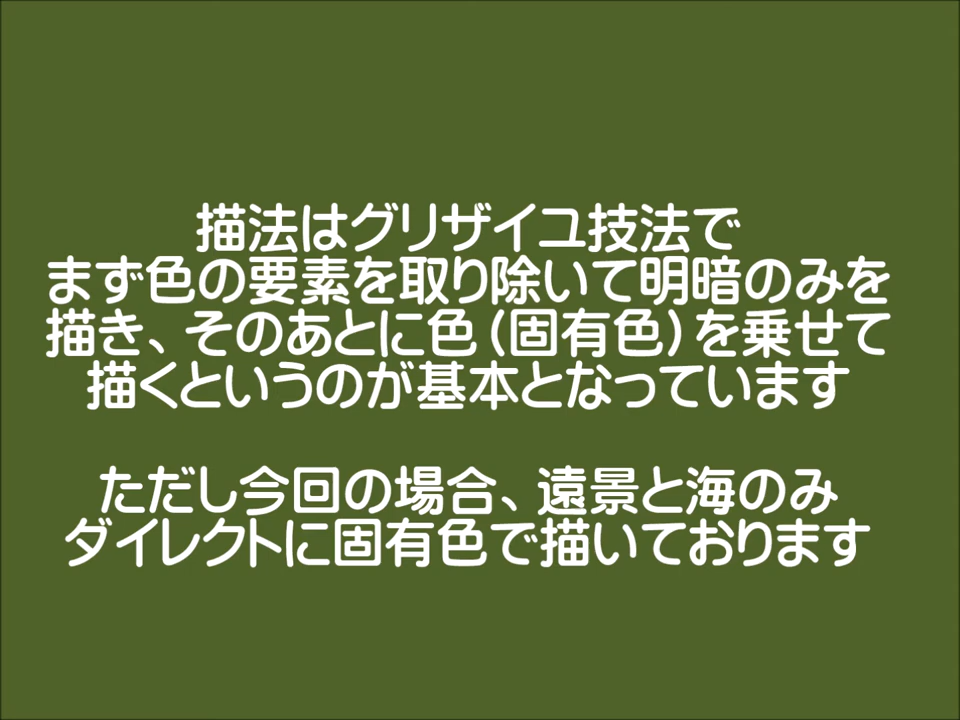 描法はグリザイユ技法で
まず色の要素を取り除いて明暗のみを
描き、そのあとに色(固有色)を乗せて
描くというのが基本となっています
ただし今回の場合、遠景と海のみ
ダイレクトに固有色で描いております